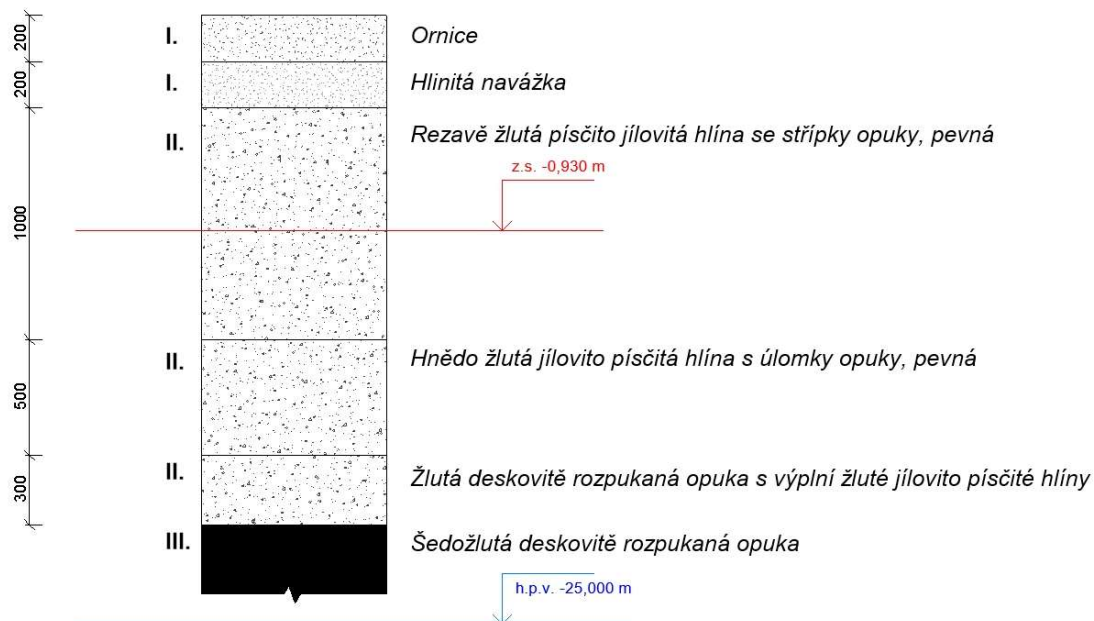 200
I.
Ornice
200
I.
Hlinitá navážka
1000
II.
Rezavě žlutá písčito jílovitá hlína se střípky opuky, pevná
z.s. -0,930 m
500
II.
Hnědo žlutá jílovito písčitá hlína s úlomky opuky, pevná
300
II.
Žlutá deskovitě rozpukaná opuka s výplní žluté jílovito písčité hlíny
III.
Šedožlutá deskovitě rozpukaná opuka
h.p.v. -25,000 m